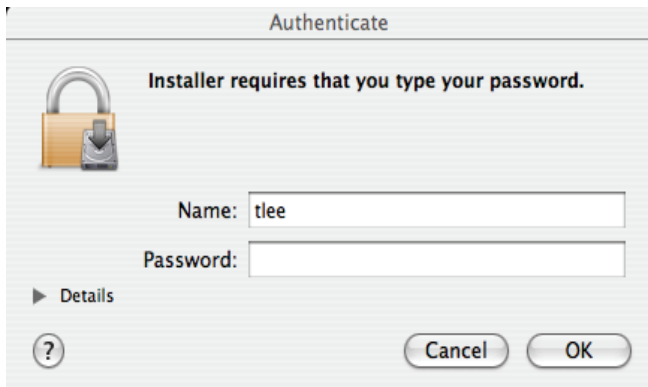 Authenticate
Installer requires that you type your password.
Name: tlee
Password:
Details
?
Cancel OK